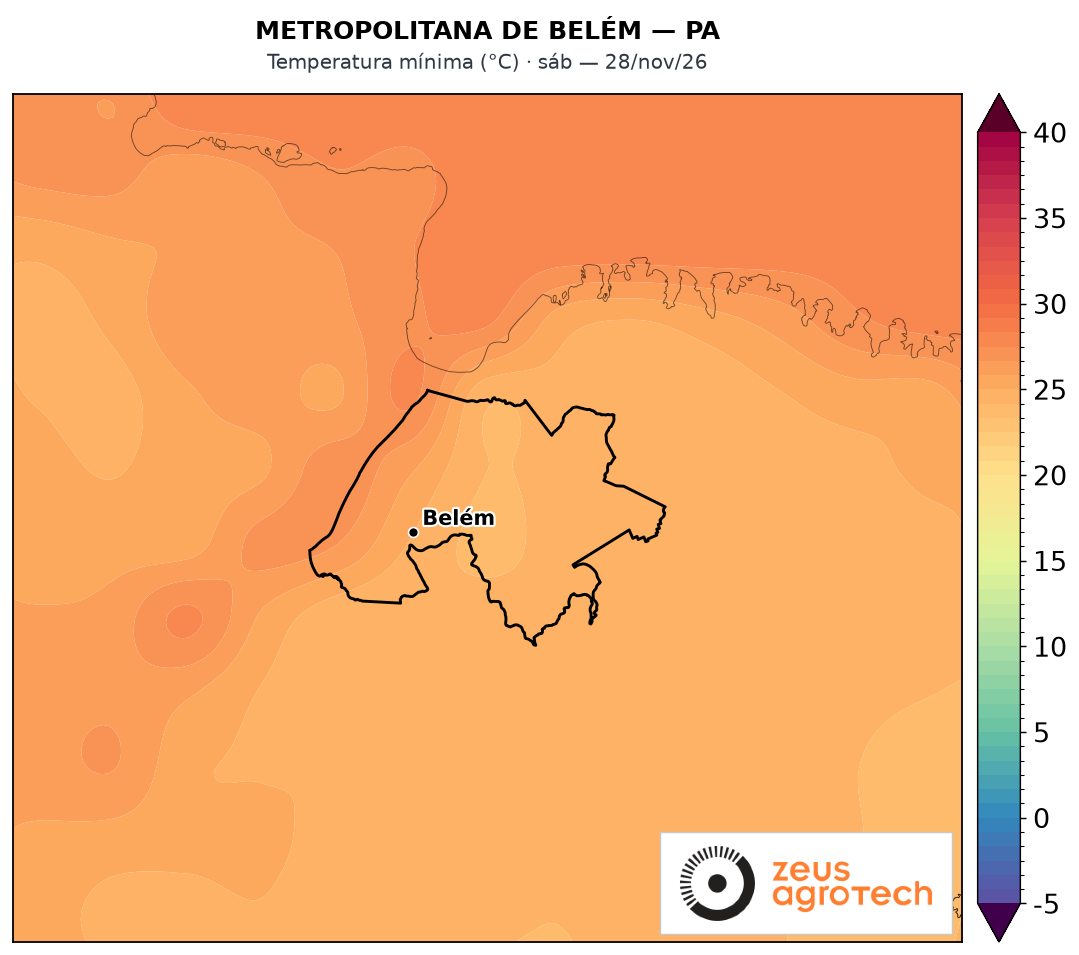 METROPOLITANA DE BELÉM — PA
Temperatura mínima (°C) · sáb — 28/nov/26
40
35
30
25
20
15
10
5
0
-5
Belém
zeus
agrotech